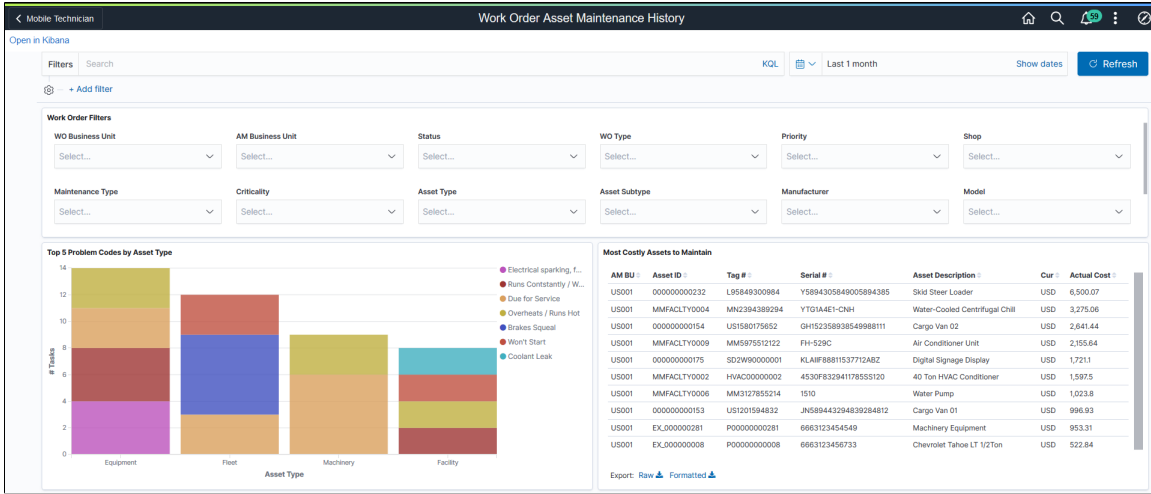 Mobile Technician
Work Order Asset Maintenance History
59
Open in Kibana
Filters Search KQL Last 1 month Show dates Refresh
+ Add filter
Work Order Filters
WO Business Unit AM Business Unit Status WO Type Priority Shop
Select... Select... Select... Select... Select... Select...
Maintenance Type Criticality Asset Type Asset Subtype Manufacturer Model
Select... Select... Select... Select... Select... Select...
Top 5 Problem Codes by Asset Type
14
12
10
8
6
4
2
0
# Tasks
Equipment Fleet Machinery Facility
Asset Type
Electrical sparking, f...
Runs Contstantly / W...
Due for Service
Overheats / Runs Hot
Brakes Squeal
Won't Start
Coolant Leak
Most Costly Assets to Maintain
AM BU Asset ID Tag # Serial # Asset Description Cur Actual Cost
US001 000000000232 L95849300984 Y5894305849005894385 Skid Steer Loader USD 6,500.07
US001 MMFACLTY0004 MN2394389294 YTG1A4E1-CNH Water-Cooled Centrifugal Chill USD 3,275.06
US001 000000000154 US1580175652 GH152358938549988111 Cargo Van 02 USD 2,641.44
US001 MMFACLTY0009 MM5975512122 FH-529C Air Conditioner Unit USD 2,155.64
US001 000000000175 SD2W90000001 KLAIIF88811537712ABZ Digital Signage Display USD 1,721.1
US001 MMFACLTY0002 HVAC00000002 4530F8329411785SS120 40 Ton HVAC Conditioner USD 1,597.5
US001 MMFACLTY0006 MM3127855214 1510 Water Pump USD 1,023.8
US001 000000000153 US1201594832 JN589443294839284812 Cargo Van 01 USD 996.93
US001 EX_000000281 P00000000281 6663123454549 Machinery Equipment USD 953.31
US001 EX_000000008 P00000000008 6663123456733 Chevrolet Tahoe LT 1/2Ton USD 522.84
Export: Raw Formatted